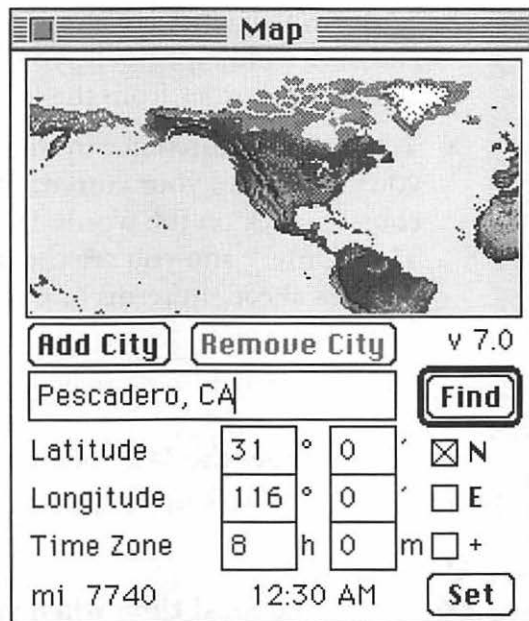 Map
Add City Remove City v 7.0
Pescadero, CA Find
Latitude 31 ° 0 ′ N
Longitude 116 ° 0 ′ E
Time Zone 8 h 0 m +
mi 7740 12:30 AM Set